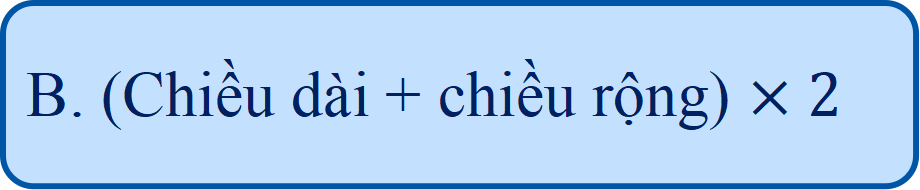 B. (Chiều dài + chiều rộng) × 2